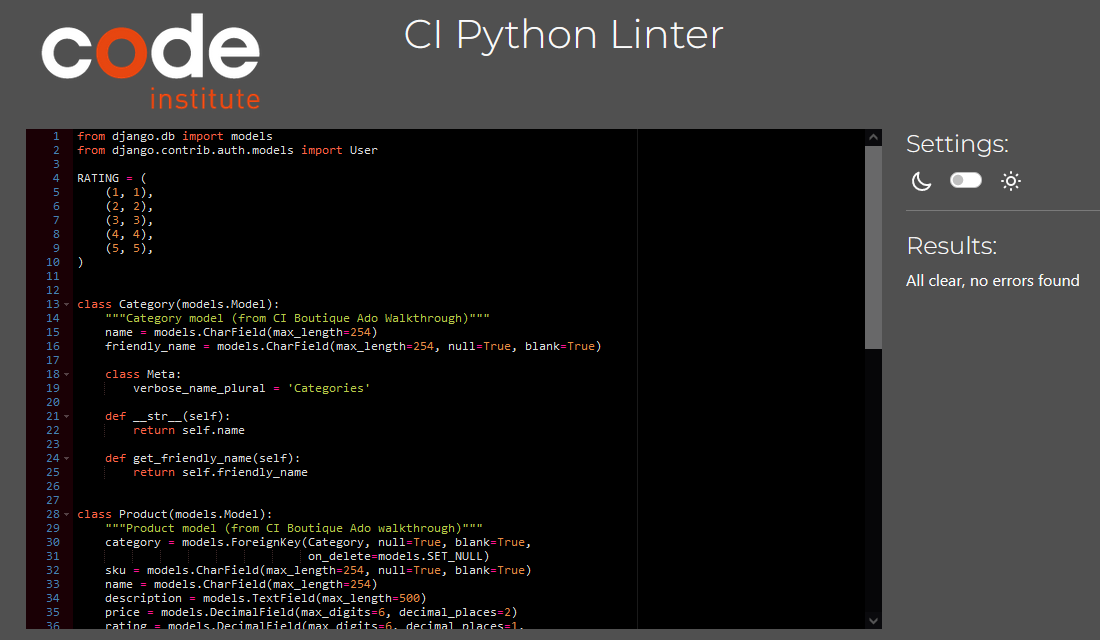 code
institute
CI Python Linter
1 from django.db import models
2 from django.contrib.auth.models import User
3
4 RATING = (
5     (1, 1),
6     (2, 2),
7     (3, 3),
8     (4, 4),
9     (5, 5),
10 )
11
12
13 class Category(models.Model):
14     """Category model (from CI Boutique Ado Walkthrough)"""
15     name = models.CharField(max_length=254)
16     friendly_name = models.CharField(max_length=254, null=True, blank=True)
17
18     class Meta:
19         verbose_name_plural = 'Categories'
20
21     def __str__(self):
22         return self.name
23
24     def get_friendly_name(self):
25         return self.friendly_name
26
27
28 class Product(models.Model):
29     """Product model (from CI Boutique Ado walkthrough)"""
30     category = models.ForeignKey(Category, null=True, blank=True,
31                                  on_delete=models.SET_NULL)
32     sku = models.CharField(max_length=254, null=True, blank=True)
33     name = models.CharField(max_length=254)
34     description = models.TextField(max_length=500)
35     price = models.DecimalField(max_digits=6, decimal_places=2)
36     rating = models.DecimalField(max_digits=6, decimal_places=1,
Settings:
Results:
All clear, no errors found